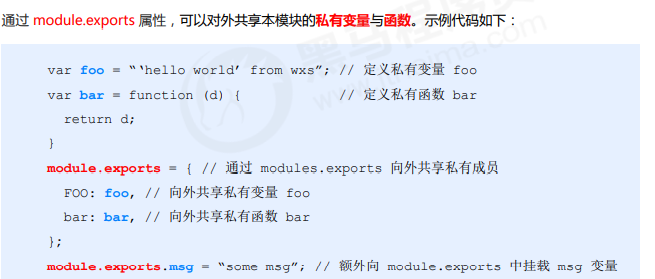 通过 module.exports 属性，可以对外共享本模块的私有变量与函数。示例代码如下：
var foo = “‘hello world’ from wxs”; // 定义私有变量 foo
var bar = function (d) { // 定义私有函数 bar
return d;
}
module.exports = { // 通过 modules.exports 向外共享私有成员
FOO: foo, // 向外共享私有变量 foo
bar: bar, // 向外共享私有函数 bar
};
module.exports.msg = “some msg”; // 额外向 module.exports 中挂载 msg 变量